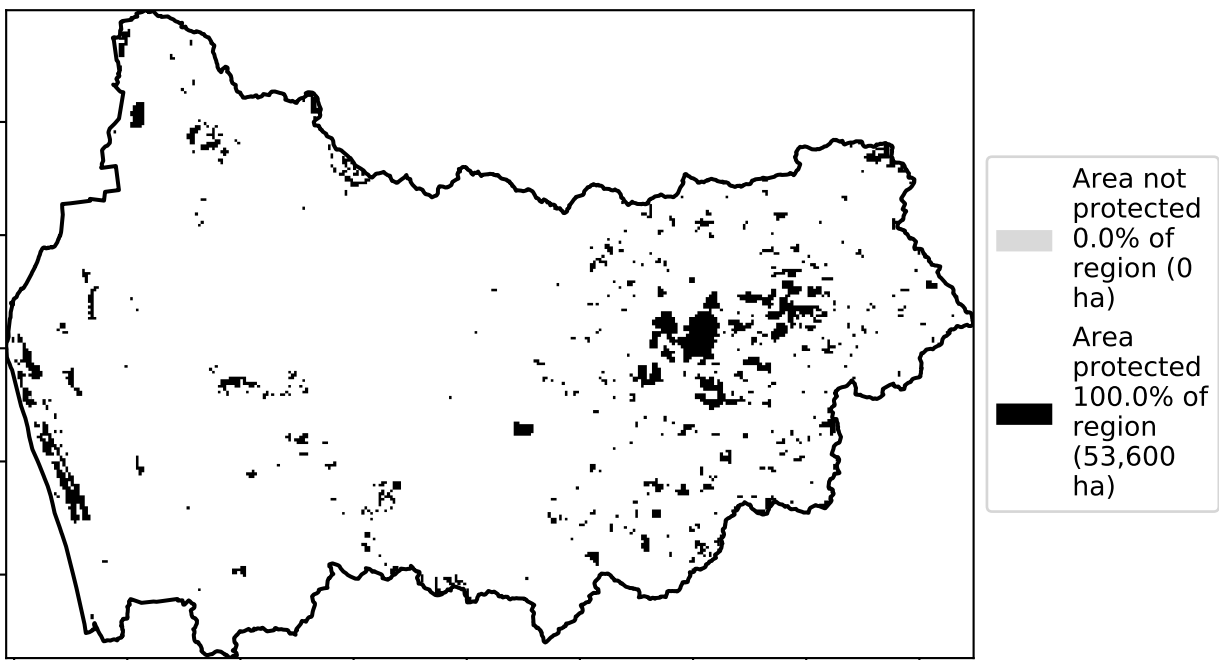 Area not
protected
0.0% of
region (0
ha)
Area
protected
100.0% of
region
(53,600
ha)